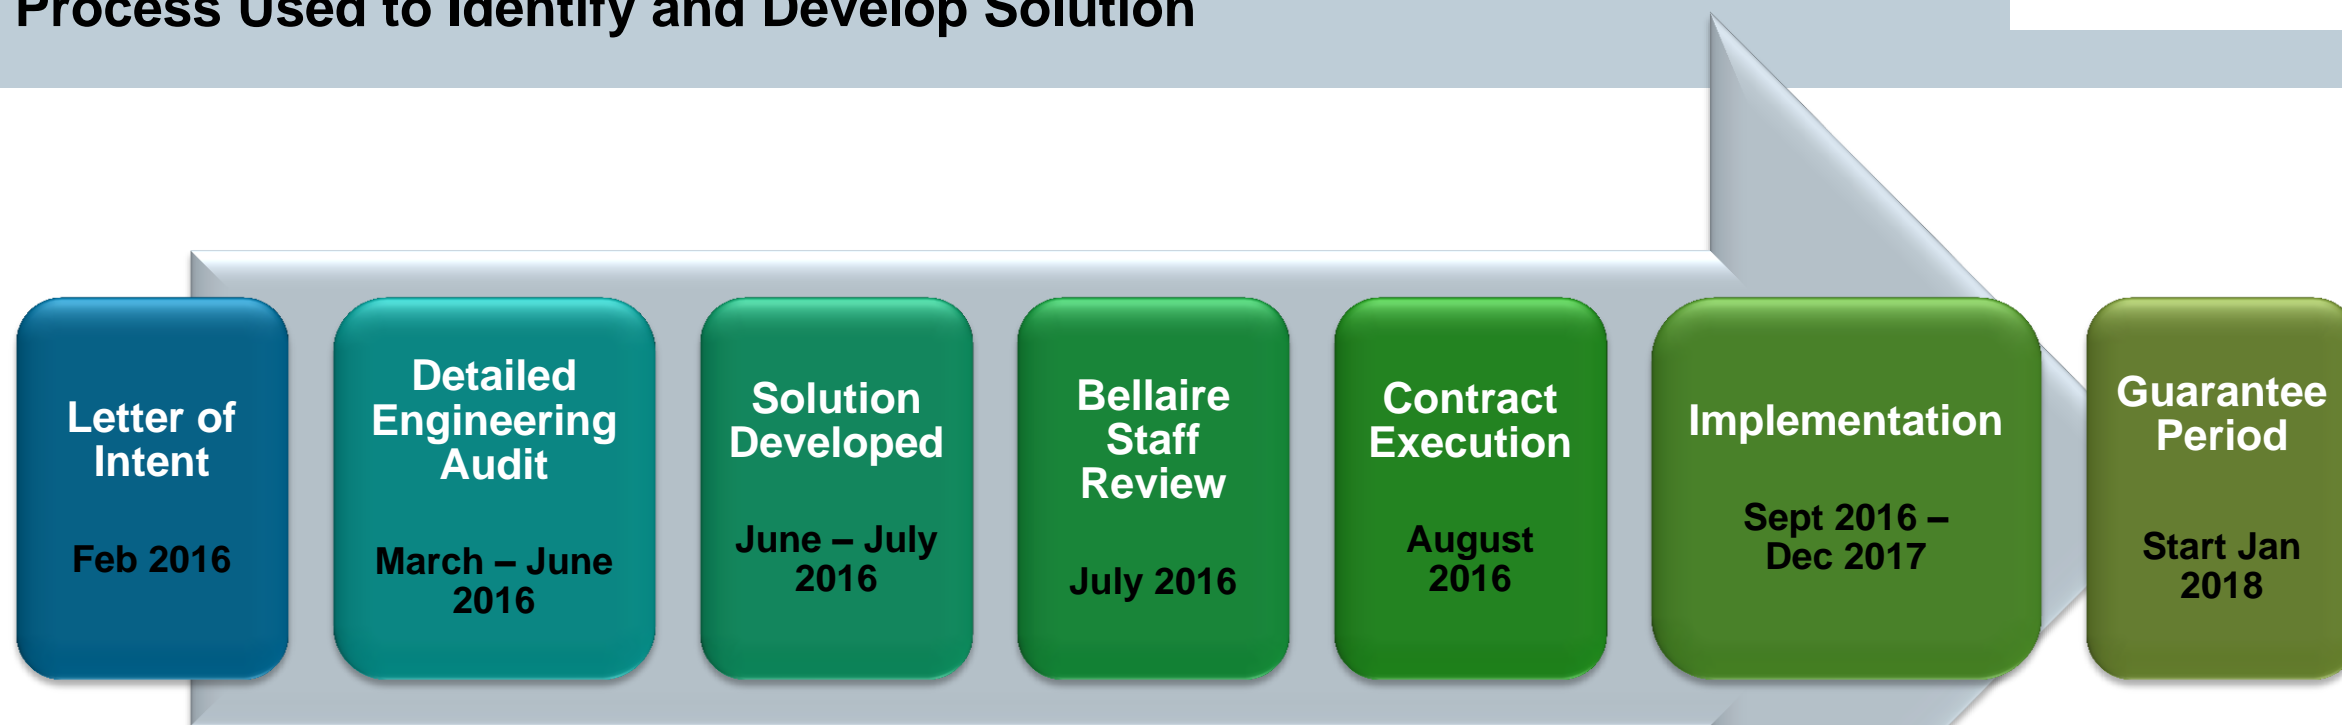 Process Used to Identify and Develop Solution
Letter of
Intent
Feb 2016
Detailed
Engineering
Audit
March – June
2016
Solution
Developed
June – July
2016
Bellaire
Staff
Review
July 2016
Contract
Execution
August
2016
Implementation
Sept 2016 –
Dec 2017
Guarantee
Period
Start Jan
2018